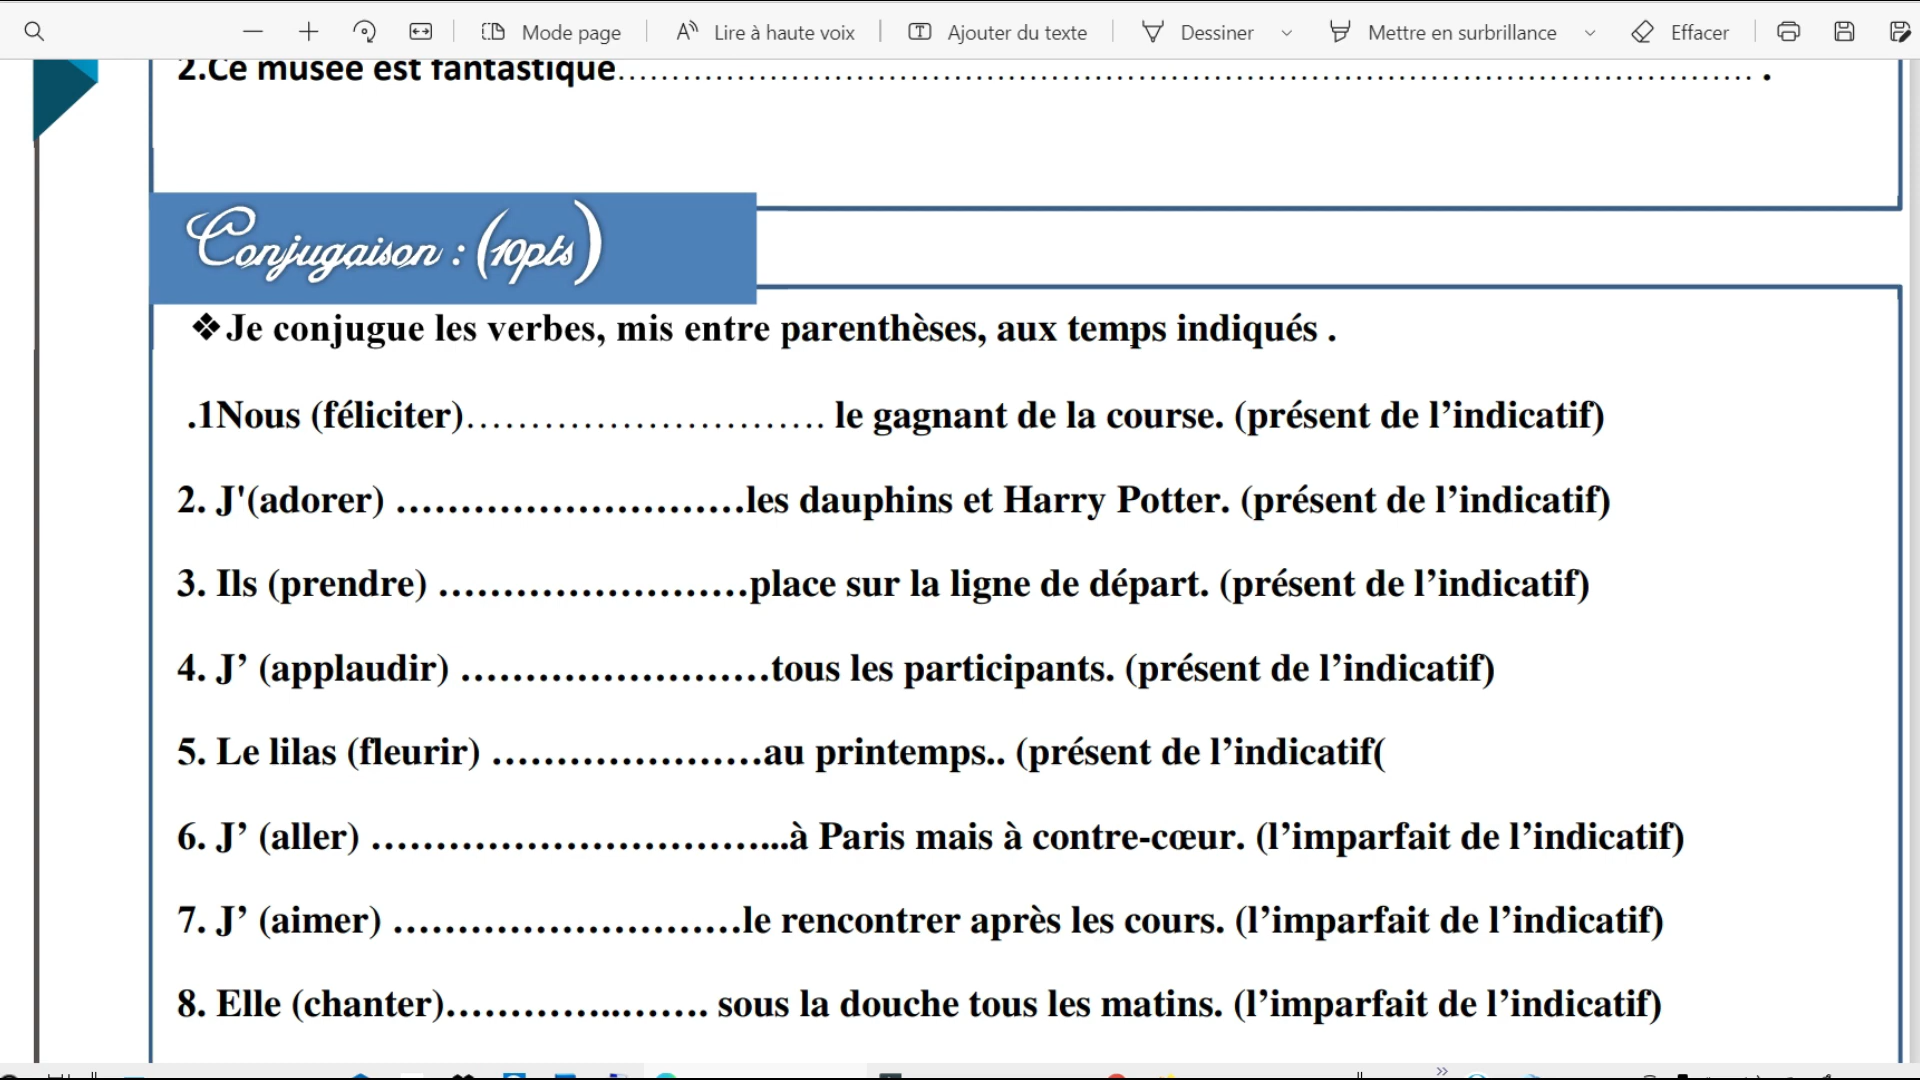 Mode page
Lire à haute voix
Ajouter du texte
Dessiner
Mettre en surbrillance
Effacer
2.Ce musée est fantastique…………………………………………………………………………………… .
Conjugaison : (10pts)
❖Je conjugue les verbes, mis entre parenthèses, aux temps indiqués .
.1Nous (féliciter)………………………. le gagnant de la course. (présent de l’indicatif)
2. J'(adorer) ………………………les dauphins et Harry Potter. (présent de l’indicatif)
3. Ils (prendre) ……………………place sur la ligne de départ. (présent de l’indicatif)
4. J’ (applaudir) ……………………tous les participants. (présent de l’indicatif)
5. Le lilas (fleurir) …………………au printemps.. (présent de l’indicatif(
6. J’ (aller) …………………………...à Paris mais à contre-cœur. (l’imparfait de l’indicatif)
7. J’ (aimer) ………………………le rencontrer après les cours. (l’imparfait de l’indicatif)
8. Elle (chanter)…………...……. sous la douche tous les matins. (l’imparfait de l’indicatif)